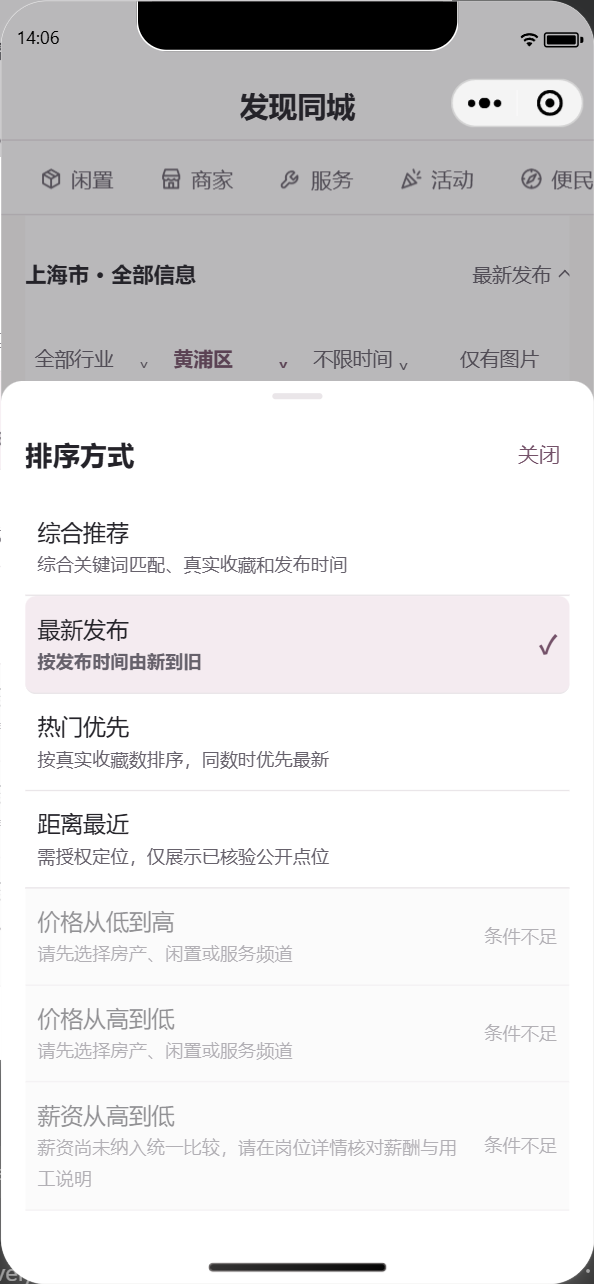 14:06
发现同城
闲置 商家 服务 活动 便民
上海市·全部信息 最新发布
全部行业 黄浦区 不限时间 仅有图片
排序方式 关闭
综合推荐
综合关键词匹配、真实收藏和发布时间
最新发布
按发布时间由新到旧
热门优先
按真实收藏数排序，同数时优先最新
距离最近
需授权定位，仅展示已核验公开点位
价格从低到高
请先选择房产、闲置或服务频道 条件不足
价格从高到低
请先选择房产、闲置或服务频道 条件不足
薪资从高到低
薪资尚未纳入统一比较，请在岗位详情核对薪酬与用 条件不足
工说明